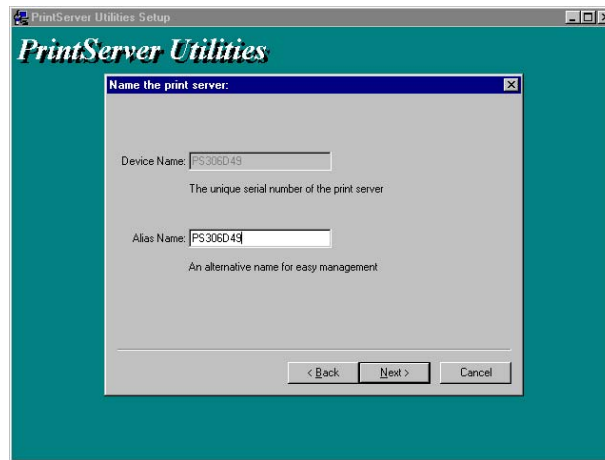 PrintServer Utilities Setup
PrintServer Utilities
Name the print server:
Device Name: PS306D49
The unique serial number of the print server
Alias Name: PS306D49
An alternative name for easy management
< Back Next > Cancel